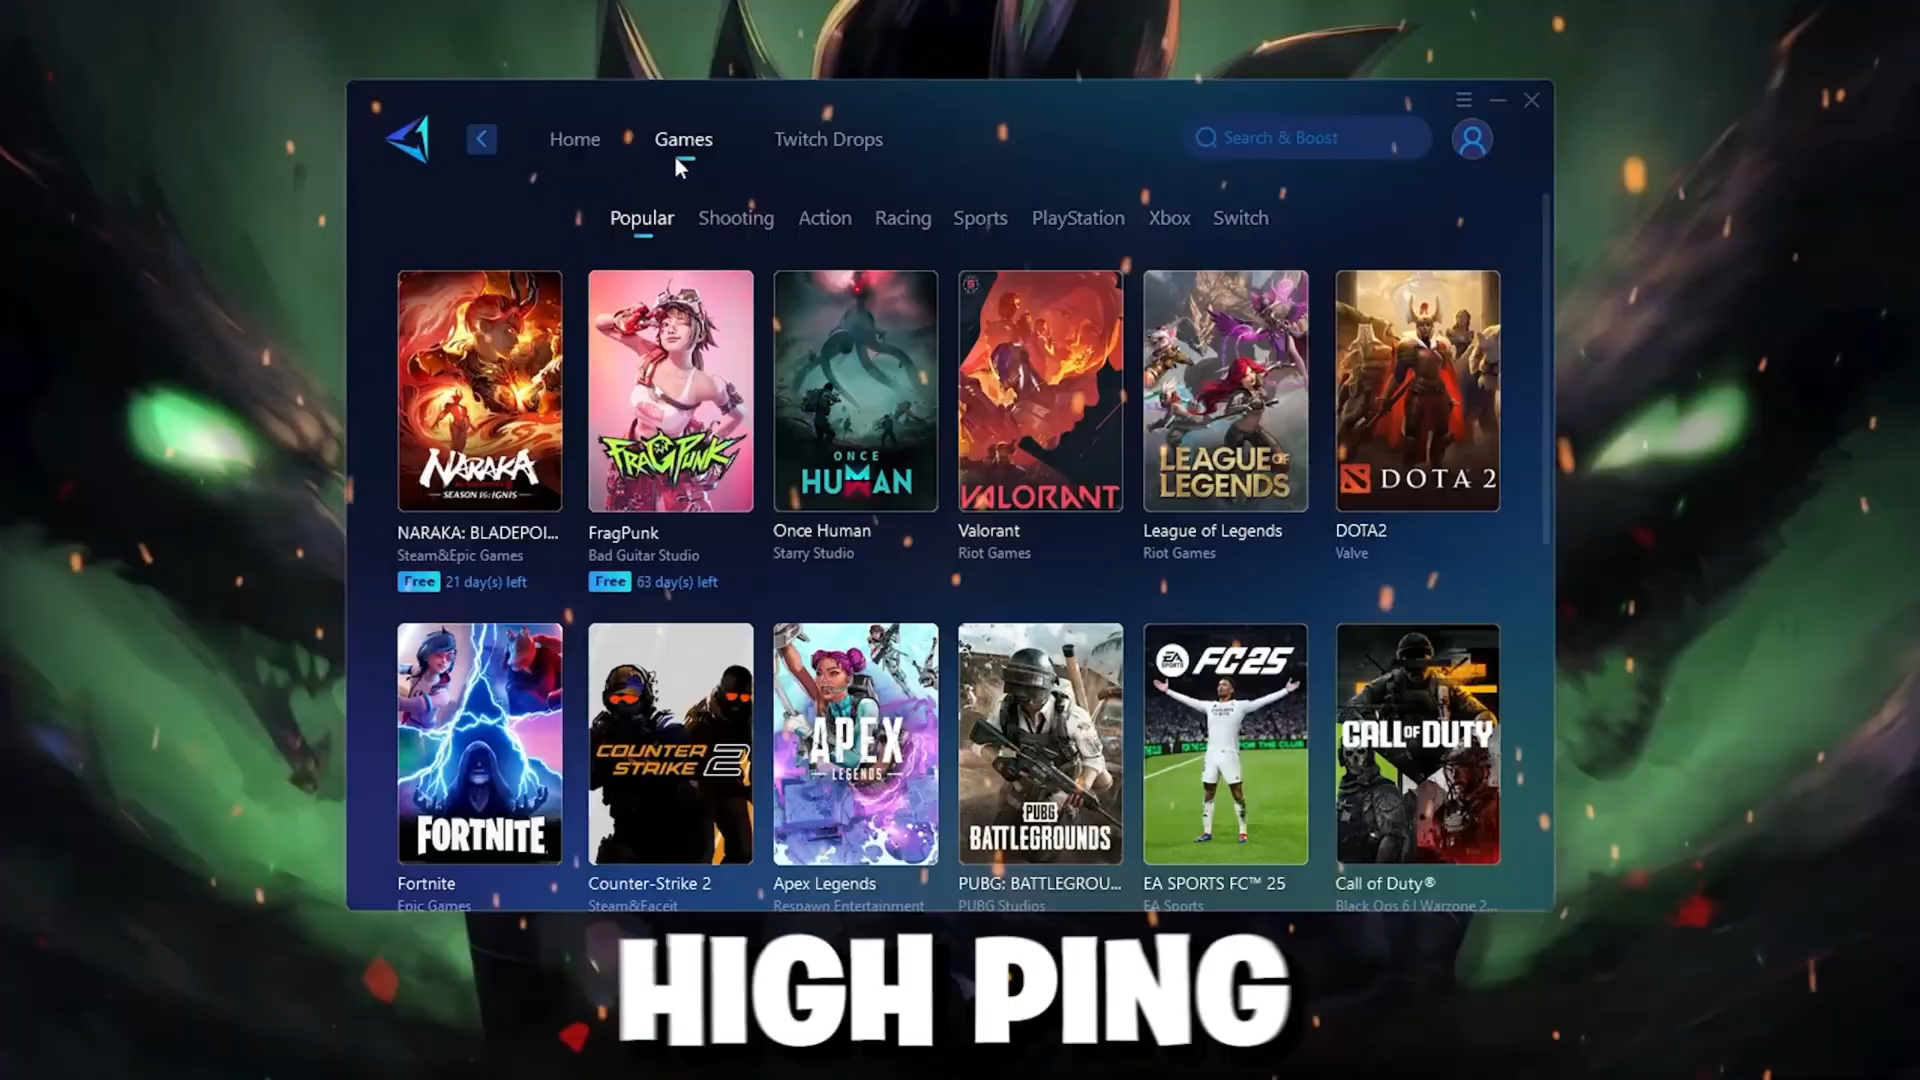 Home Games Twitch Drops Search & Boost
Popular Shooting Action Racing Sports PlayStation Xbox Switch
NARAKA
SEASON 16: IGNIS
FRAGPUNK
ONCE
HUMAN
VALORANT
LEAGUE OF
LEGENDS
DOTA 2
NARAKA: BLADEPOI...
Steam&Epic Games
Free 21 day(s) left
FragPunk
Bad Guitar Studio
Free 63 day(s) left
Once Human
Starry Studio
Valorant
Riot Games
League of Legends
Riot Games
DOTA2
Valve
FORTNITE
COUNTER
STRIKE 2
APEX
LEGENDS
PUBG
BATTLEGROUNDS
EA SPORTS FC25
FOR THE CLUB
CALL OF DUTY
Fortnite
Epic Games
Counter-Strike 2
Steam&Faceit
Apex Legends
Respawn Entertainment
PUBG: BATTLEGROU...
PUBG Studios
EA SPORTS FC™ 25
EA Sports
Call of Duty®
Black Ops 6 | Warzone 2...
HIGH PING